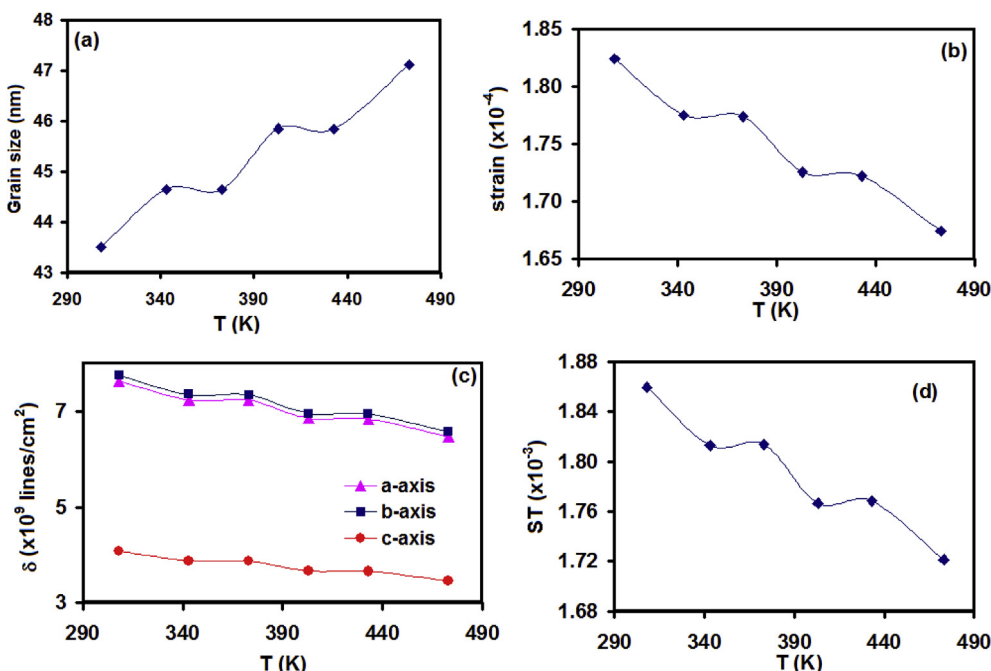 (a)
Grain size (nm)
48
47
46
45
44
43
290 340 390 440 490
T (K)
(b)
strain (x10⁻⁴)
1.85
1.80
1.75
1.70
1.65
290 340 390 440 490
T (K)
(c)
δ (x10⁹ lines/cm²)
7
5
3
a-axis
b-axis
c-axis
290 340 390 440 490
T (K)
(d)
ST (x10⁻³)
1.88
1.84
1.80
1.76
1.72
1.68
290 340 390 440 490
T (K)